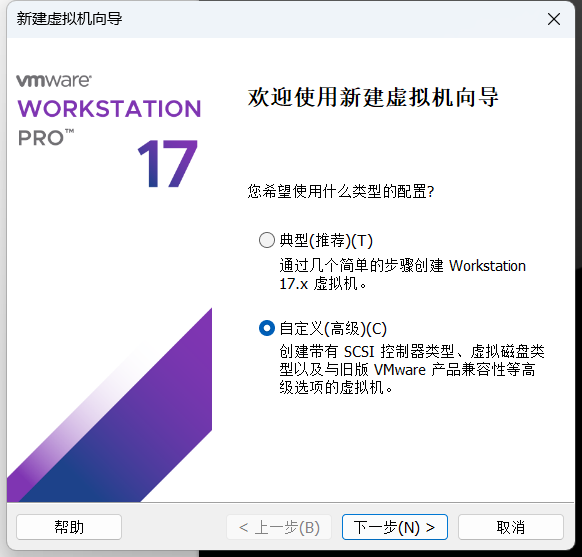 新建虚拟机向导
vmware®
WORKSTATION
PRO™
17
欢迎使用新建虚拟机向导
您希望使用什么类型的配置?
典型(推荐)(T)
通过几个简单的步骤创建 Workstation
17.x 虚拟机。
自定义(高级)(C)
创建带有 SCSI 控制器类型、虚拟磁盘类
型以及与旧版 VMware 产品兼容性等高
级选项的虚拟机。
帮助
< 上一步(B)
下一步(N) >
取消